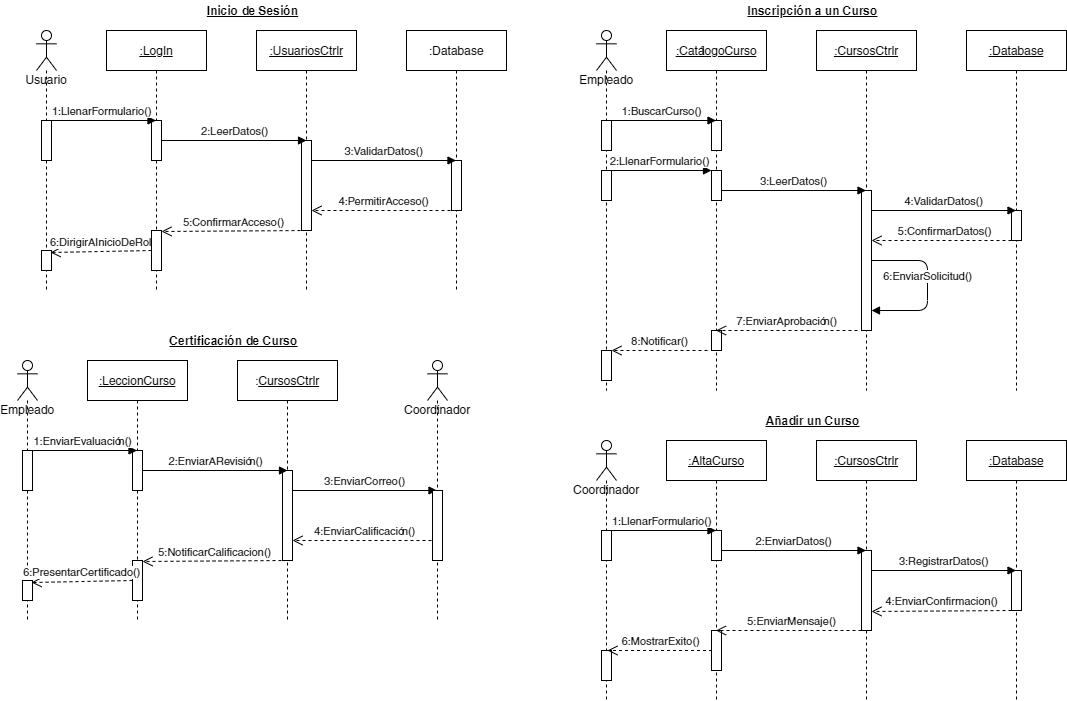 Inicio de Sesión
:LogIn
:UsuariosCtrlr
:Database
Usuario
1:LlenarFormulario()
2:LeerDatos()
3:ValidarDatos()
4:PermitirAcceso()
5:ConfirmarAcceso()
6:DirigirAInicioDeRol
Inscripción a un Curso
:CatálogoCurso
:CursosCtrlr
:Database
Empleado
1:BuscarCurso()
2:LlenarFormulario()
3:LeerDatos()
4:ValidarDatos()
5:ConfirmarDatos()
6:EnviarSolicitud()
7:EnviarAprobación()
8:Notificar()
Certificación de Curso
:LeccionCurso
:CursosCtrlr
Empleado
Coordinador
1:EnviarEvaluación()
2:EnviarARevisión()
3:EnviarCorreo()
4:EnviarCalificación()
5:NotificarCalificacion()
6:PresentarCertificado()
Añadir un Curso
:AltaCurso
:CursosCtrlr
:Database
Coordinador
1:LlenarFormulario()
2:EnviarDatos()
3:RegistrarDatos()
4:EnviarConfirmacion()
5:EnviarMensaje()
6:MostrarExito()